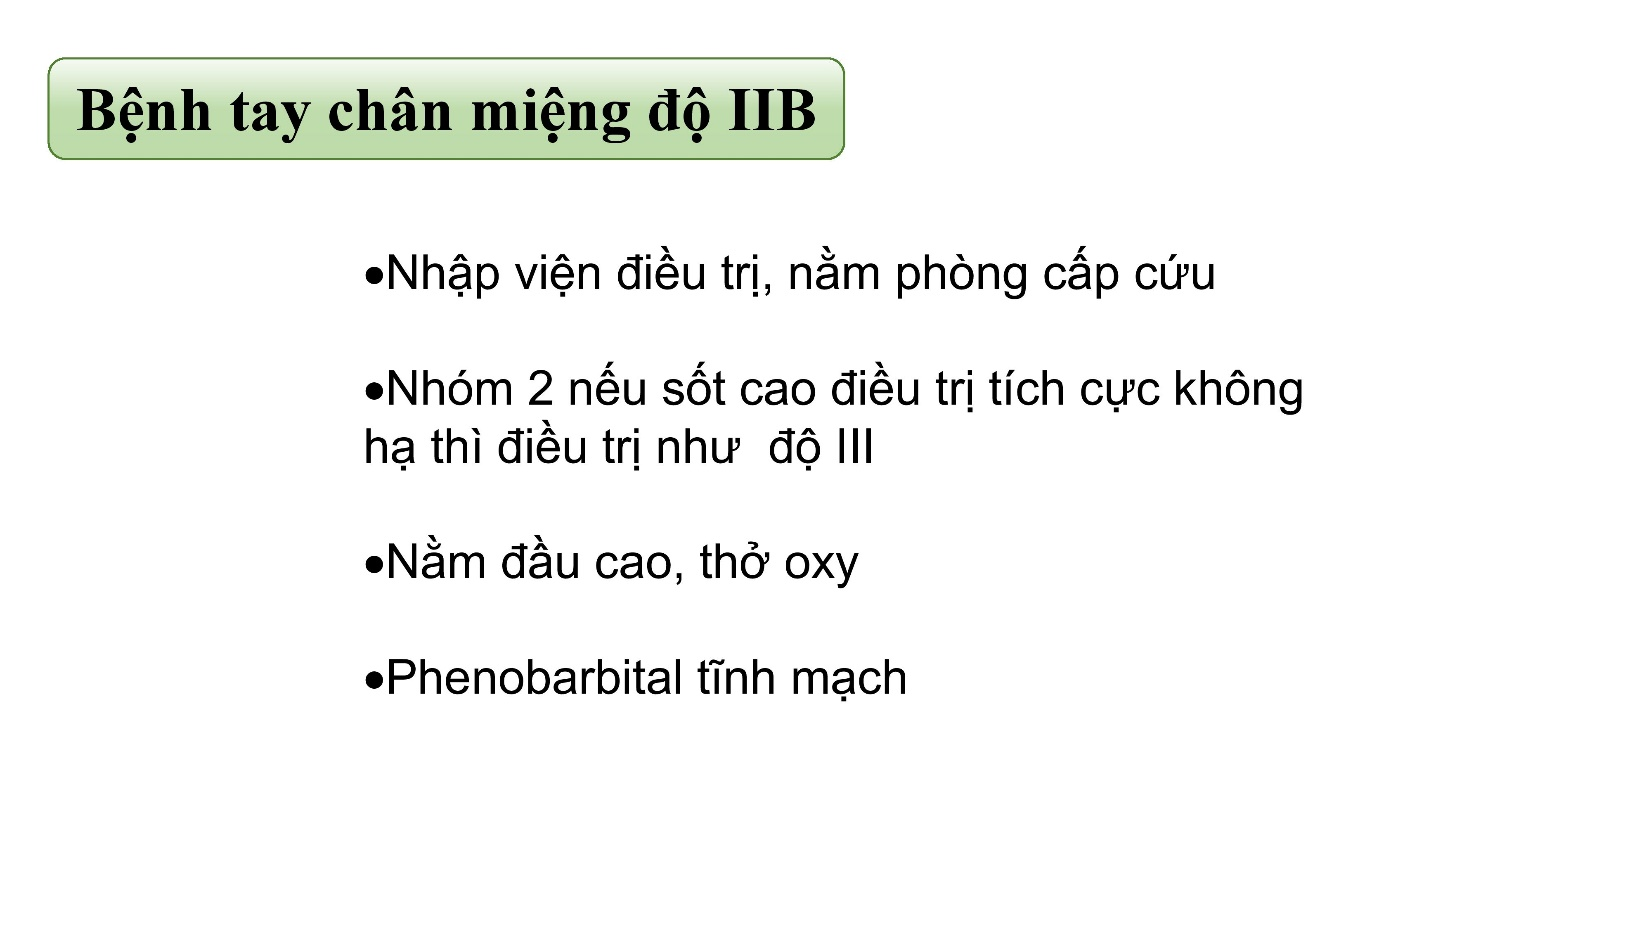 Bệnh tay chân miệng độ IIB
•Nhập viện điều trị, nằm phòng cấp cứu
•Nhóm 2 nếu sốt cao điều trị tích cực không
hạ thì điều trị như  độ III
•Nằm đầu cao, thở oxy
•Phenobarbital tĩnh mạch